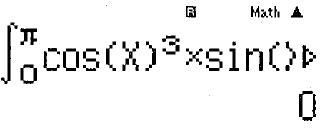 R Math ▲
∫₀^π cos(X)³×sin(X▷
0